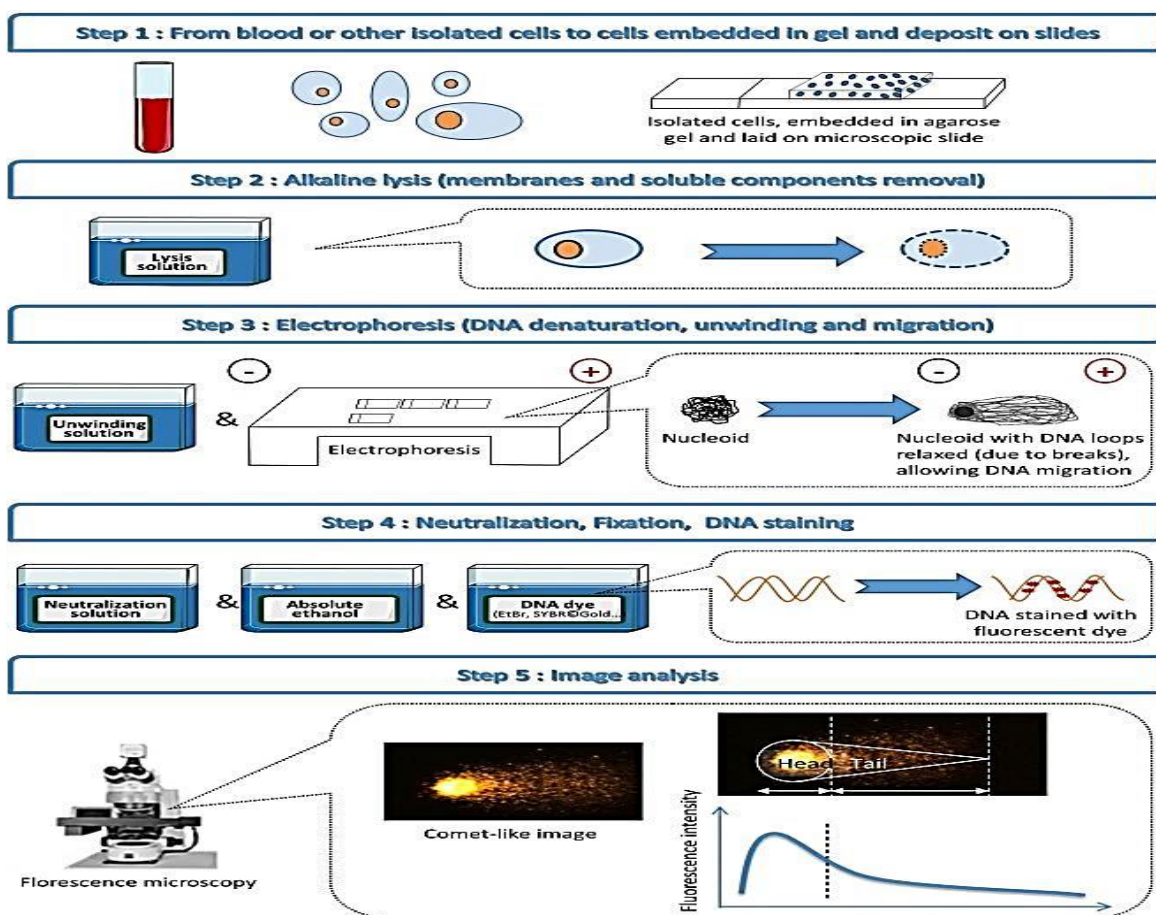 Step 1 : From blood or other isolated cells to cells embedded in gel and deposit on slides
Isolated cells, embedded in agarose
gel and laid on microscopic slide
Step 2 : Alkaline lysis (membranes and soluble components removal)
Lysis
solution
Step 3 : Electrophoresis (DNA denaturation, unwinding and migration)
- + - +
Unwinding
solution
&
Electrophoresis
Nucleoid
Nucleoid with DNA loops
relaxed (due to breaks),
allowing DNA migration
Step 4 : Neutralization, Fixation, DNA staining
Neutralization
solution
&
Absolute
ethanol
&
DNA dye
(EtBr, SYBR©Gold...)
DNA stained with
fluorescent dye
Step 5 : Image analysis
Florescence microscopy
Comet-like image
Head Tail
Fluorescence intensity